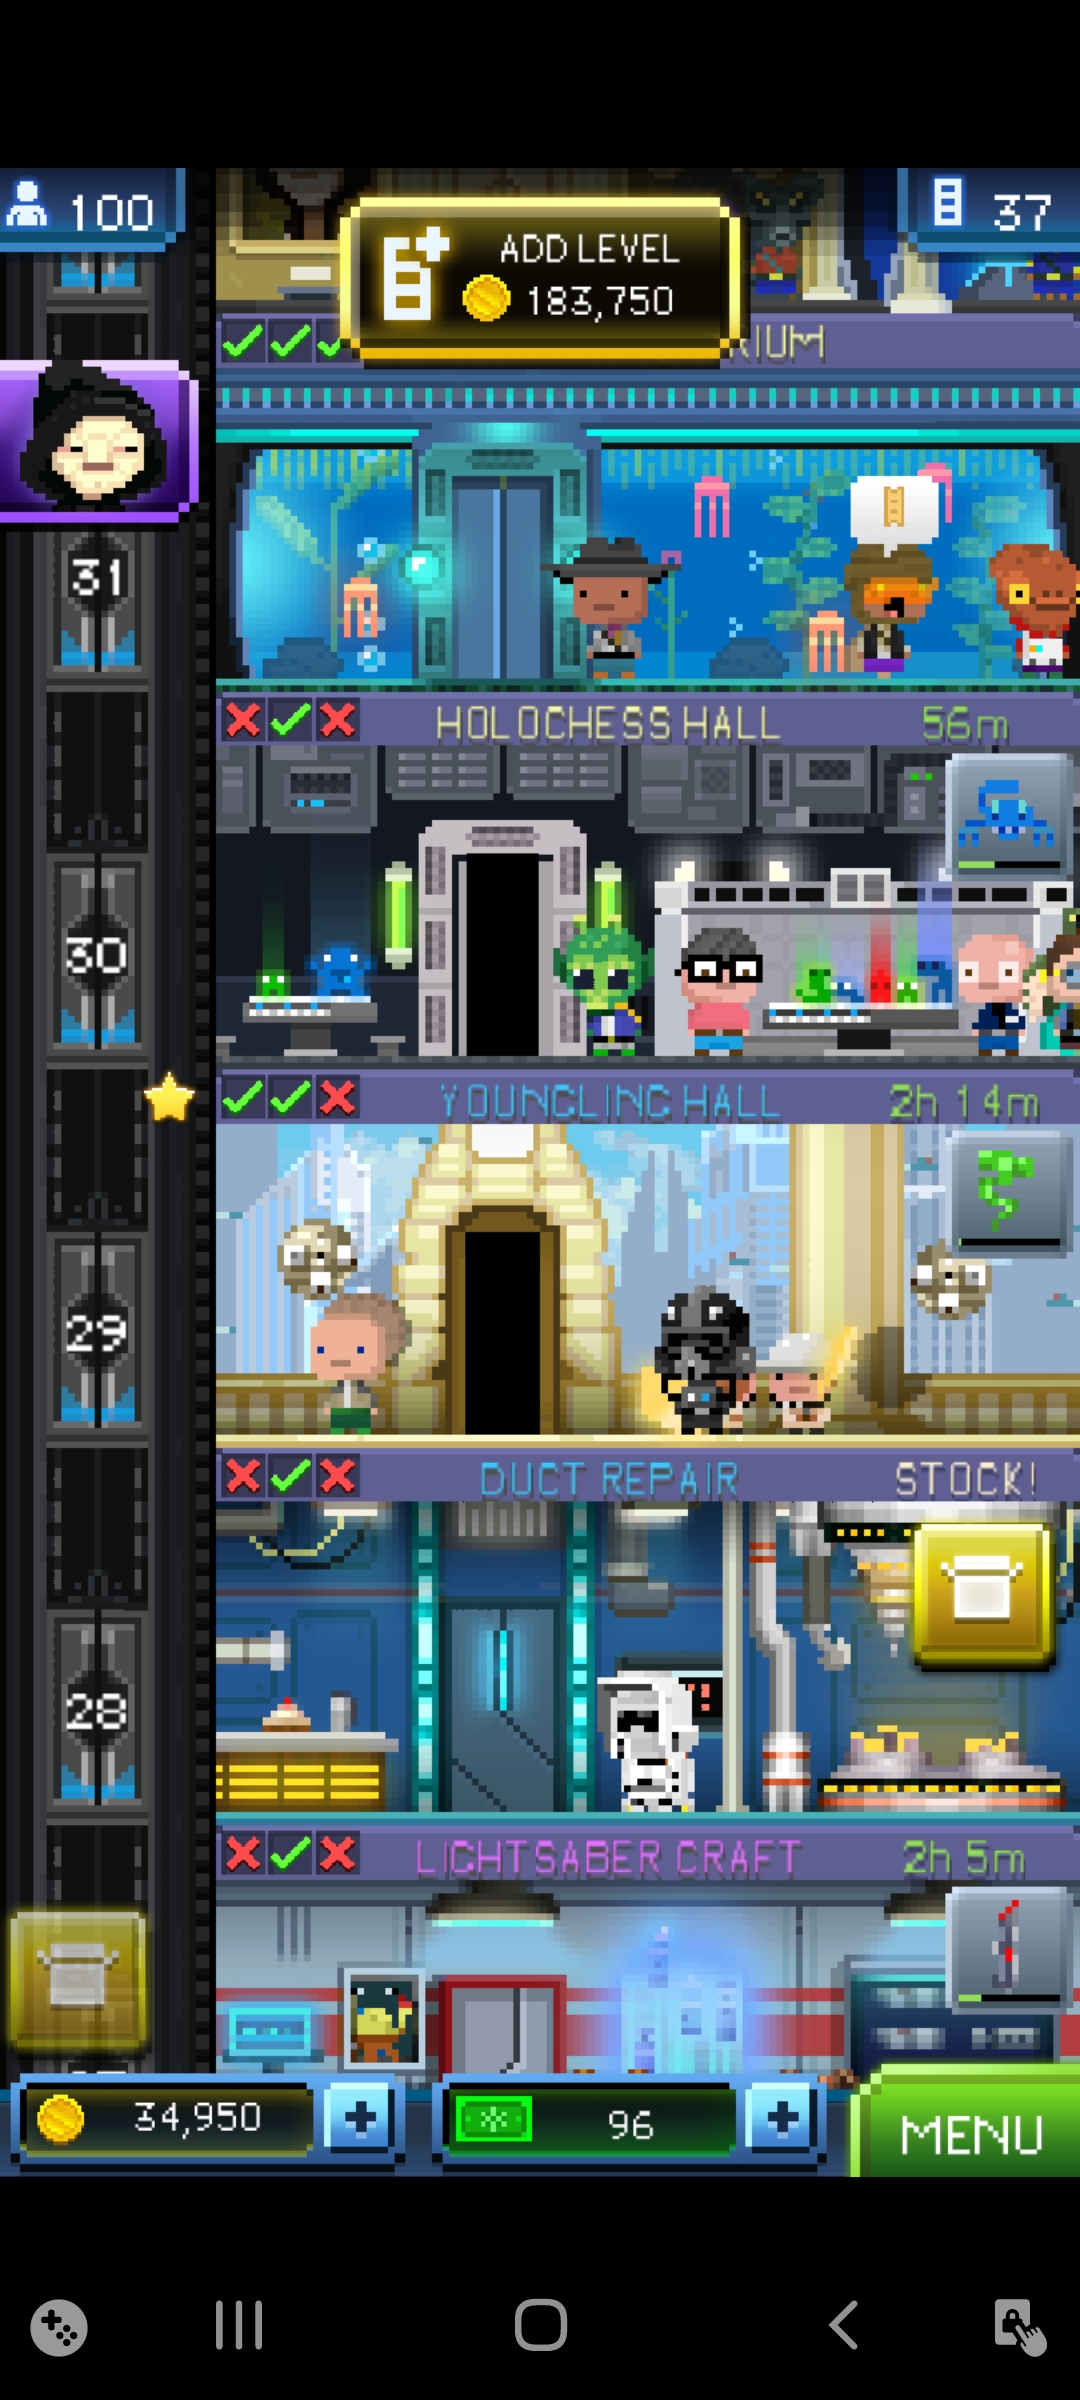 100
ADD LEVEL
183,750
37
RIUM
31
HOLOCHESS HALL 56m
30
YOUNGLING HALL 2h 14m
29
DUCT REPAIR STOCK!
28
LIGHTSABER CRAFT 2h 5m
34,950
96
MENU